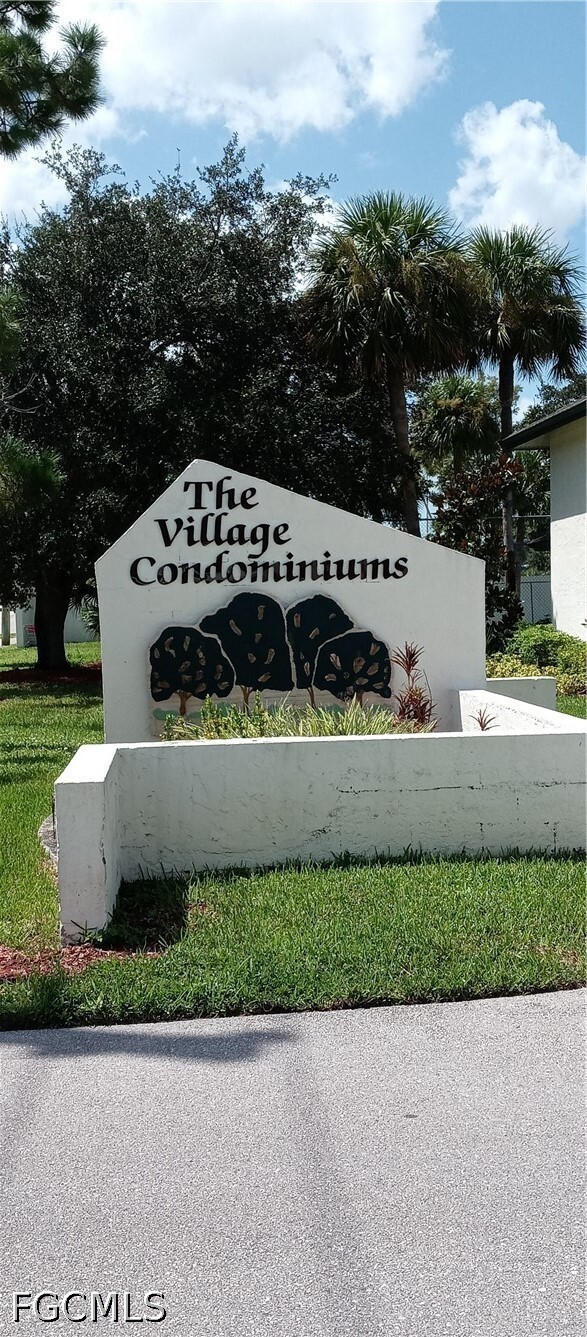 The
Village
Condominiums
FGCMLS